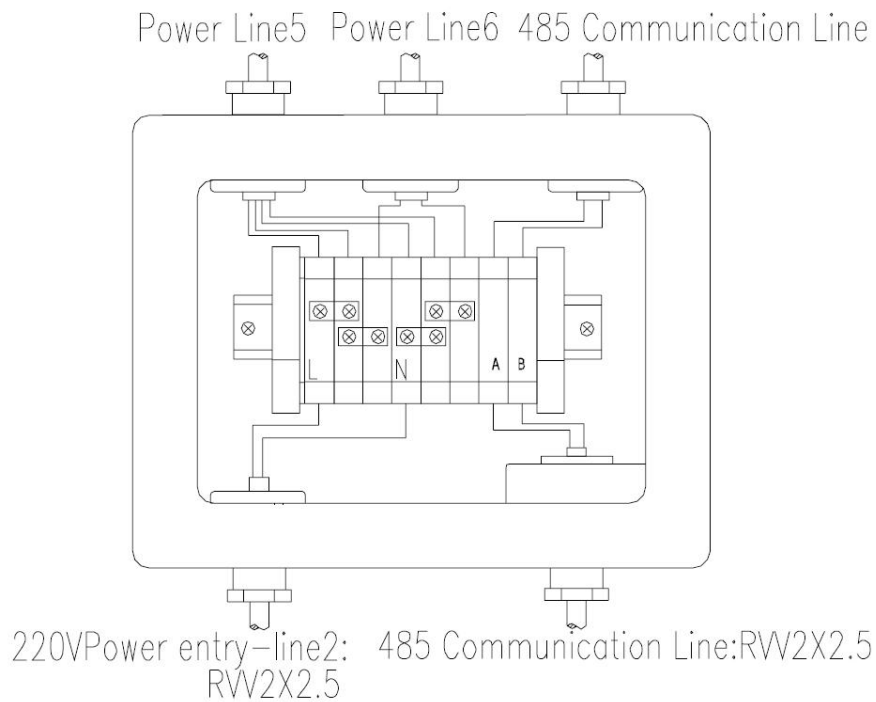 Power Line5 Power Line6 485 Communication Line
L N A B
220VPower entry-line2: 485 Communication Line:RVV2X2.5
RVV2X2.5